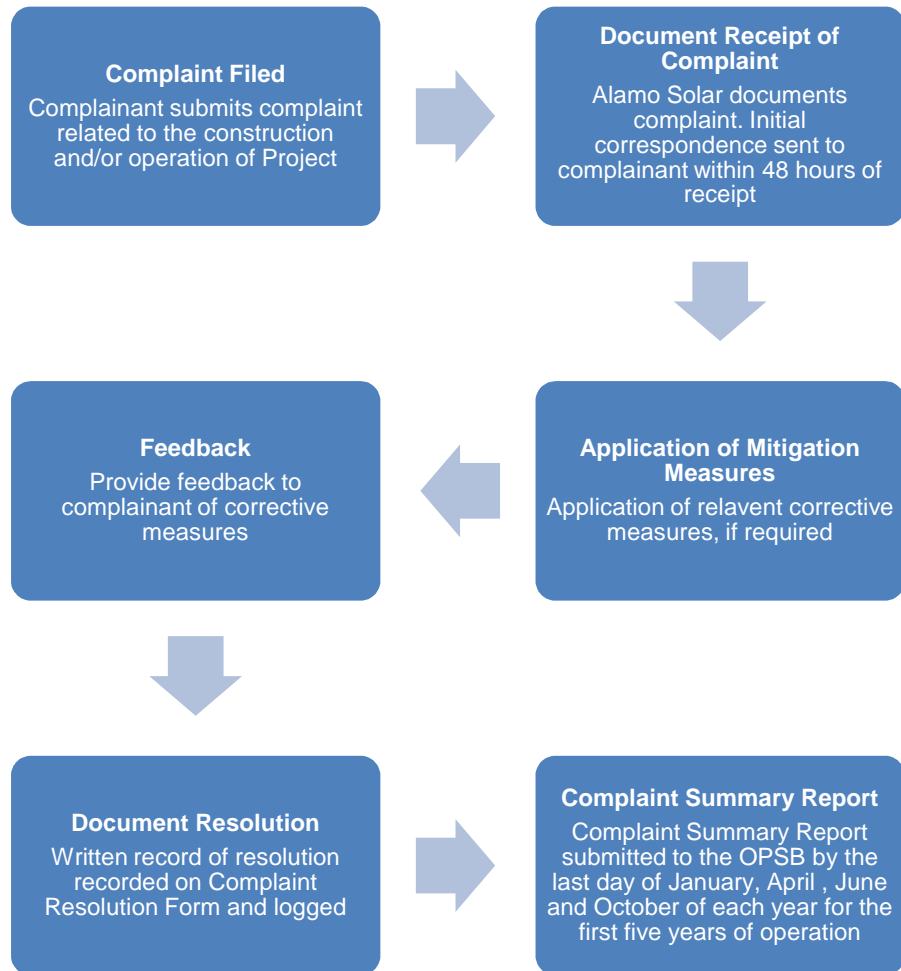 Complaint Filed
Complainant submits complaint
related to the construction
and/or operation of Project
Document Receipt of
Complaint
Alamo Solar documents
complaint. Initial
correspondence sent to
complainant within 48 hours of
receipt
Application of Mitigation
Measures
Application of relavent corrective
measures, if required
Feedback
Provide feedback to
complainant of corrective
measures
Document Resolution
Written record of resolution
recorded on Complaint
Resolution Form and logged
Complaint Summary Report
Complaint Summary Report
submitted to the OPSB by the
last day of January, April , June
and October of each year for the
first five years of operation